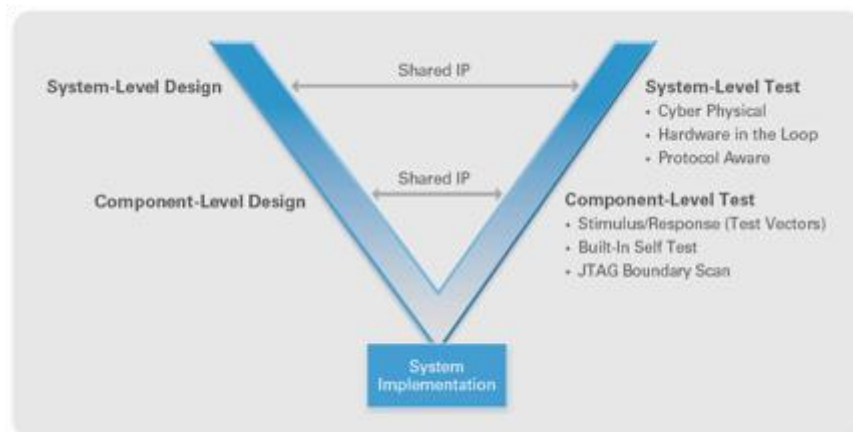 Shared IP
System-Level Design
System-Level Test
• Cyber Physical
• Hardware in the Loop
• Protocol Aware
Shared IP
Component-Level Design
Component-Level Test
• Stimulus/Response (Test Vectors)
• Built-In Self Test
• JTAG Boundary Scan
System
Implementation